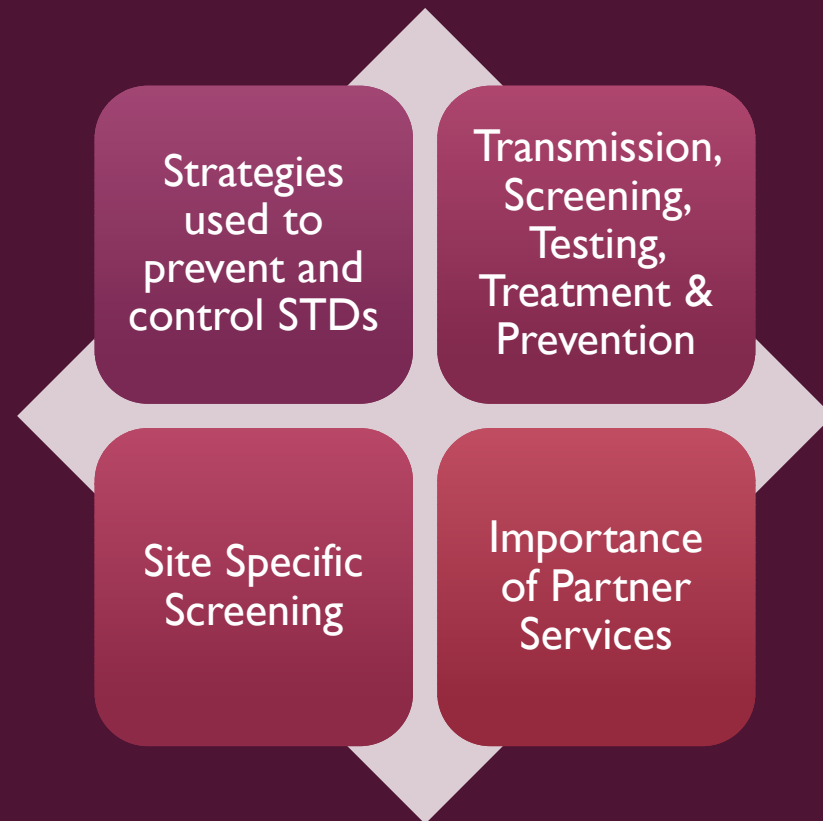 Strategies
used to
prevent and
control STDs
Transmission,
Screening,
Testing,
Treatment &
Prevention
Site Specific
Screening
Importance
of Partner
Services